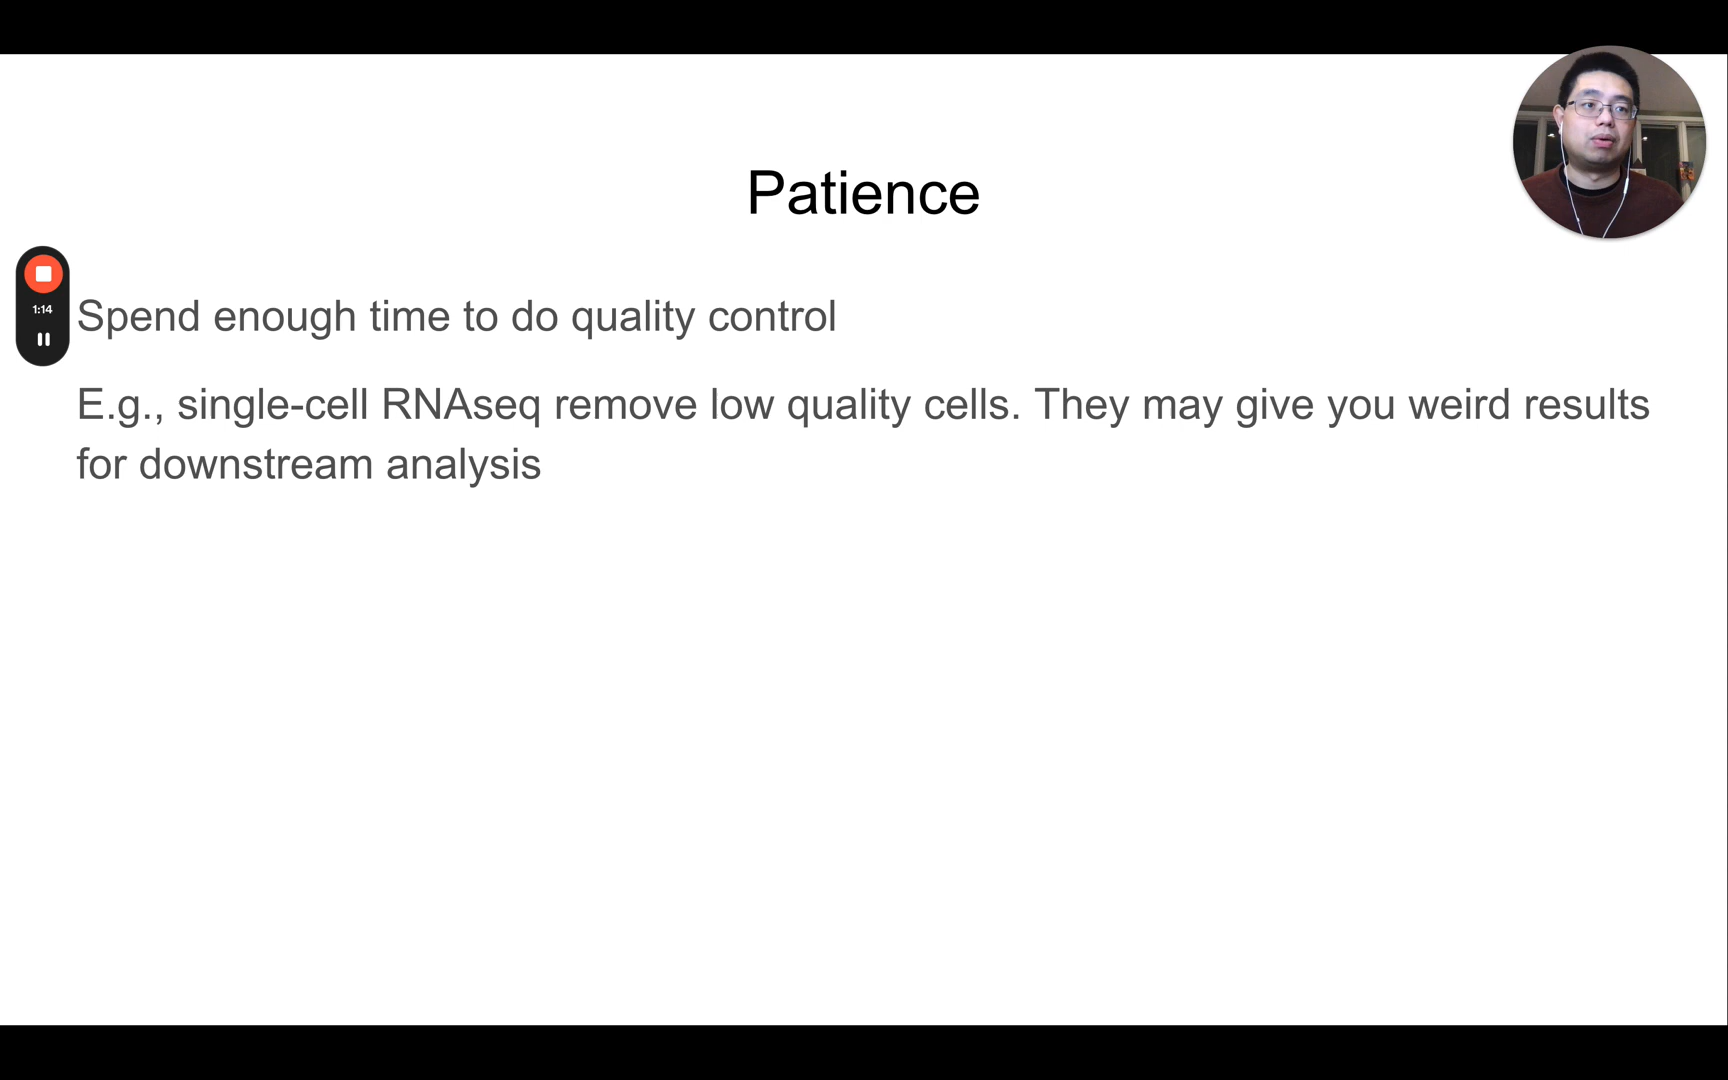 Patience
1:14
Spend enough time to do quality control
E.g., single-cell RNAseq remove low quality cells. They may give you weird results
for downstream analysis